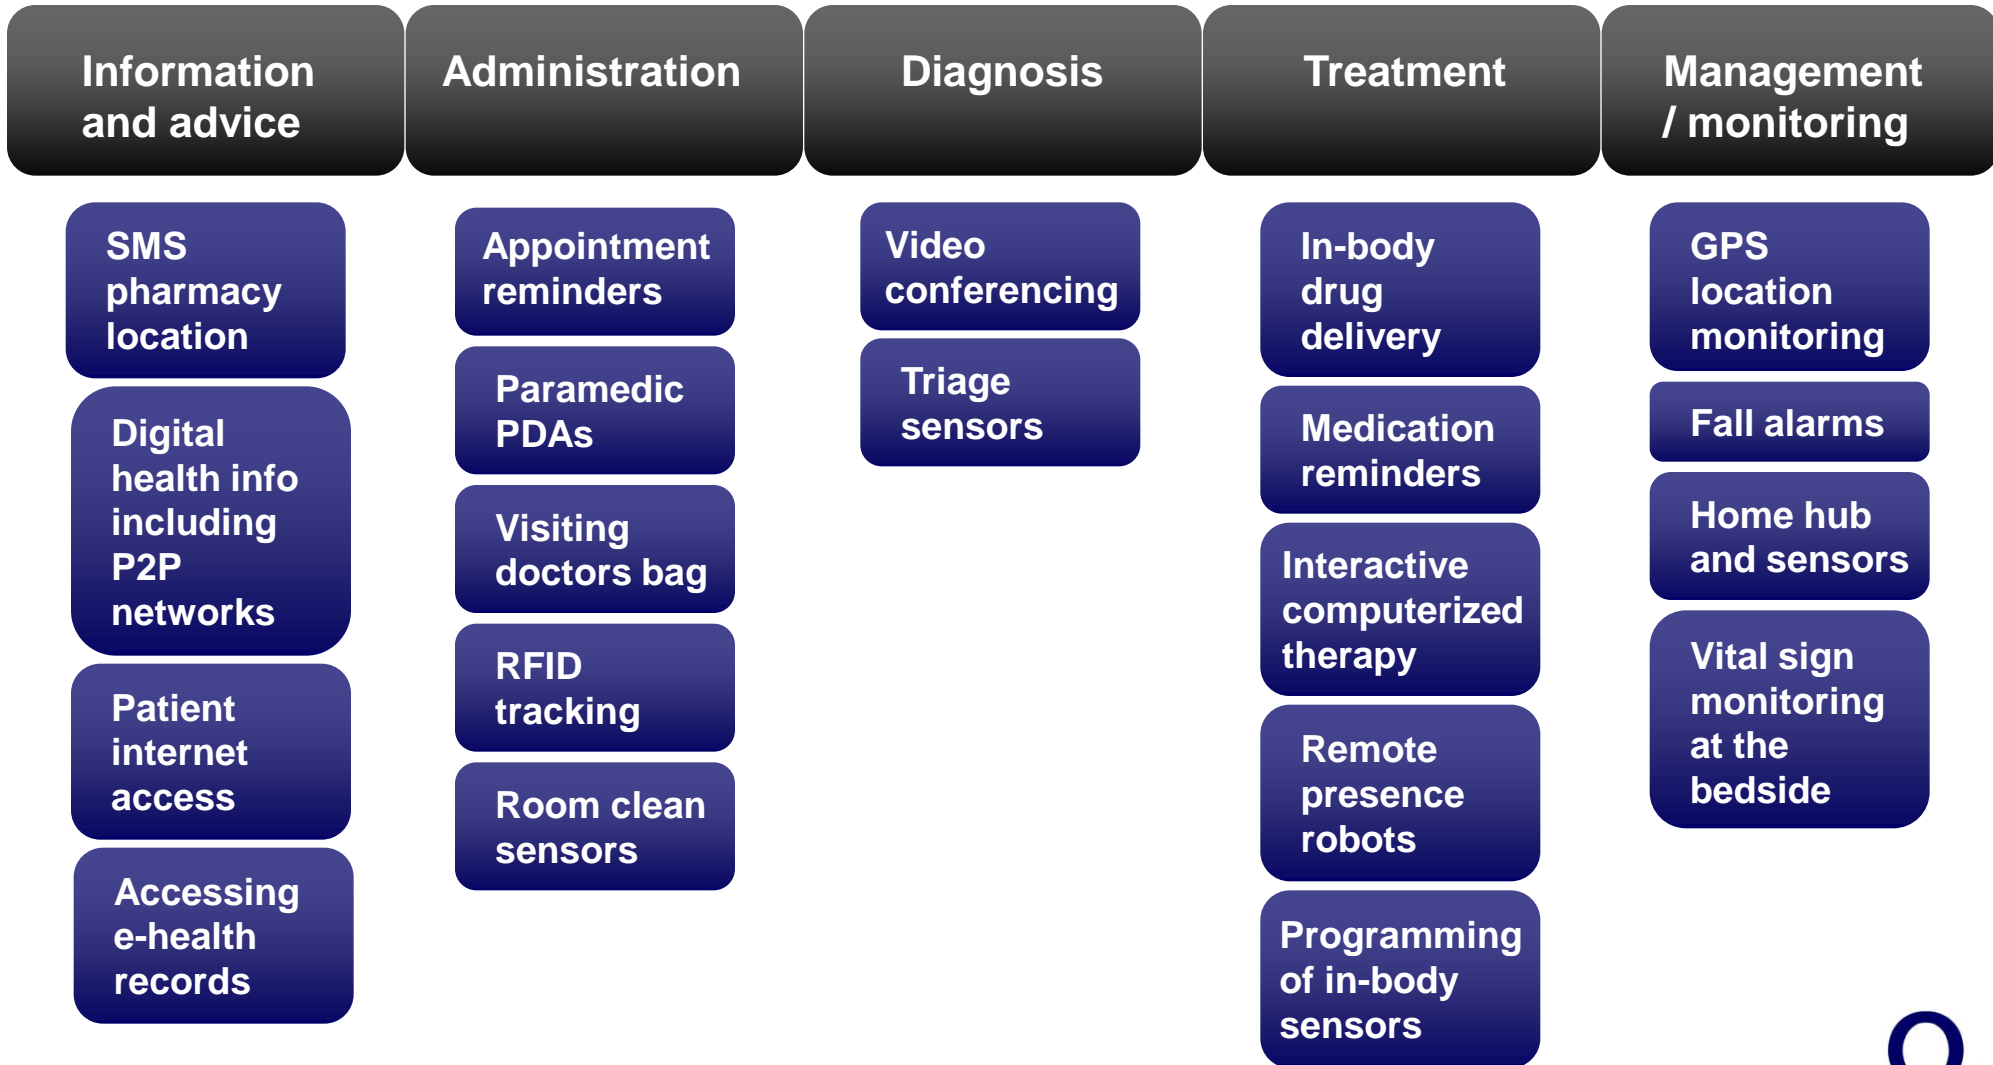 Information
and advice
Administration
Diagnosis
Treatment
Management
/ monitoring
SMS
pharmacy
location
Digital
health info
including
P2P
networks
Patient
internet
access
Accessing
e-health
records
Appointment
reminders
Paramedic
PDAs
Visiting
doctors bag
RFID
tracking
Room clean
sensors
Video
conferencing
Triage
sensors
In-body
drug
delivery
Medication
reminders
Interactive
computerized
therapy
Remote
presence
robots
Programming
of in-body
sensors
GPS
location
monitoring
Fall alarms
Home hub
and sensors
Vital sign
monitoring
at the
bedside